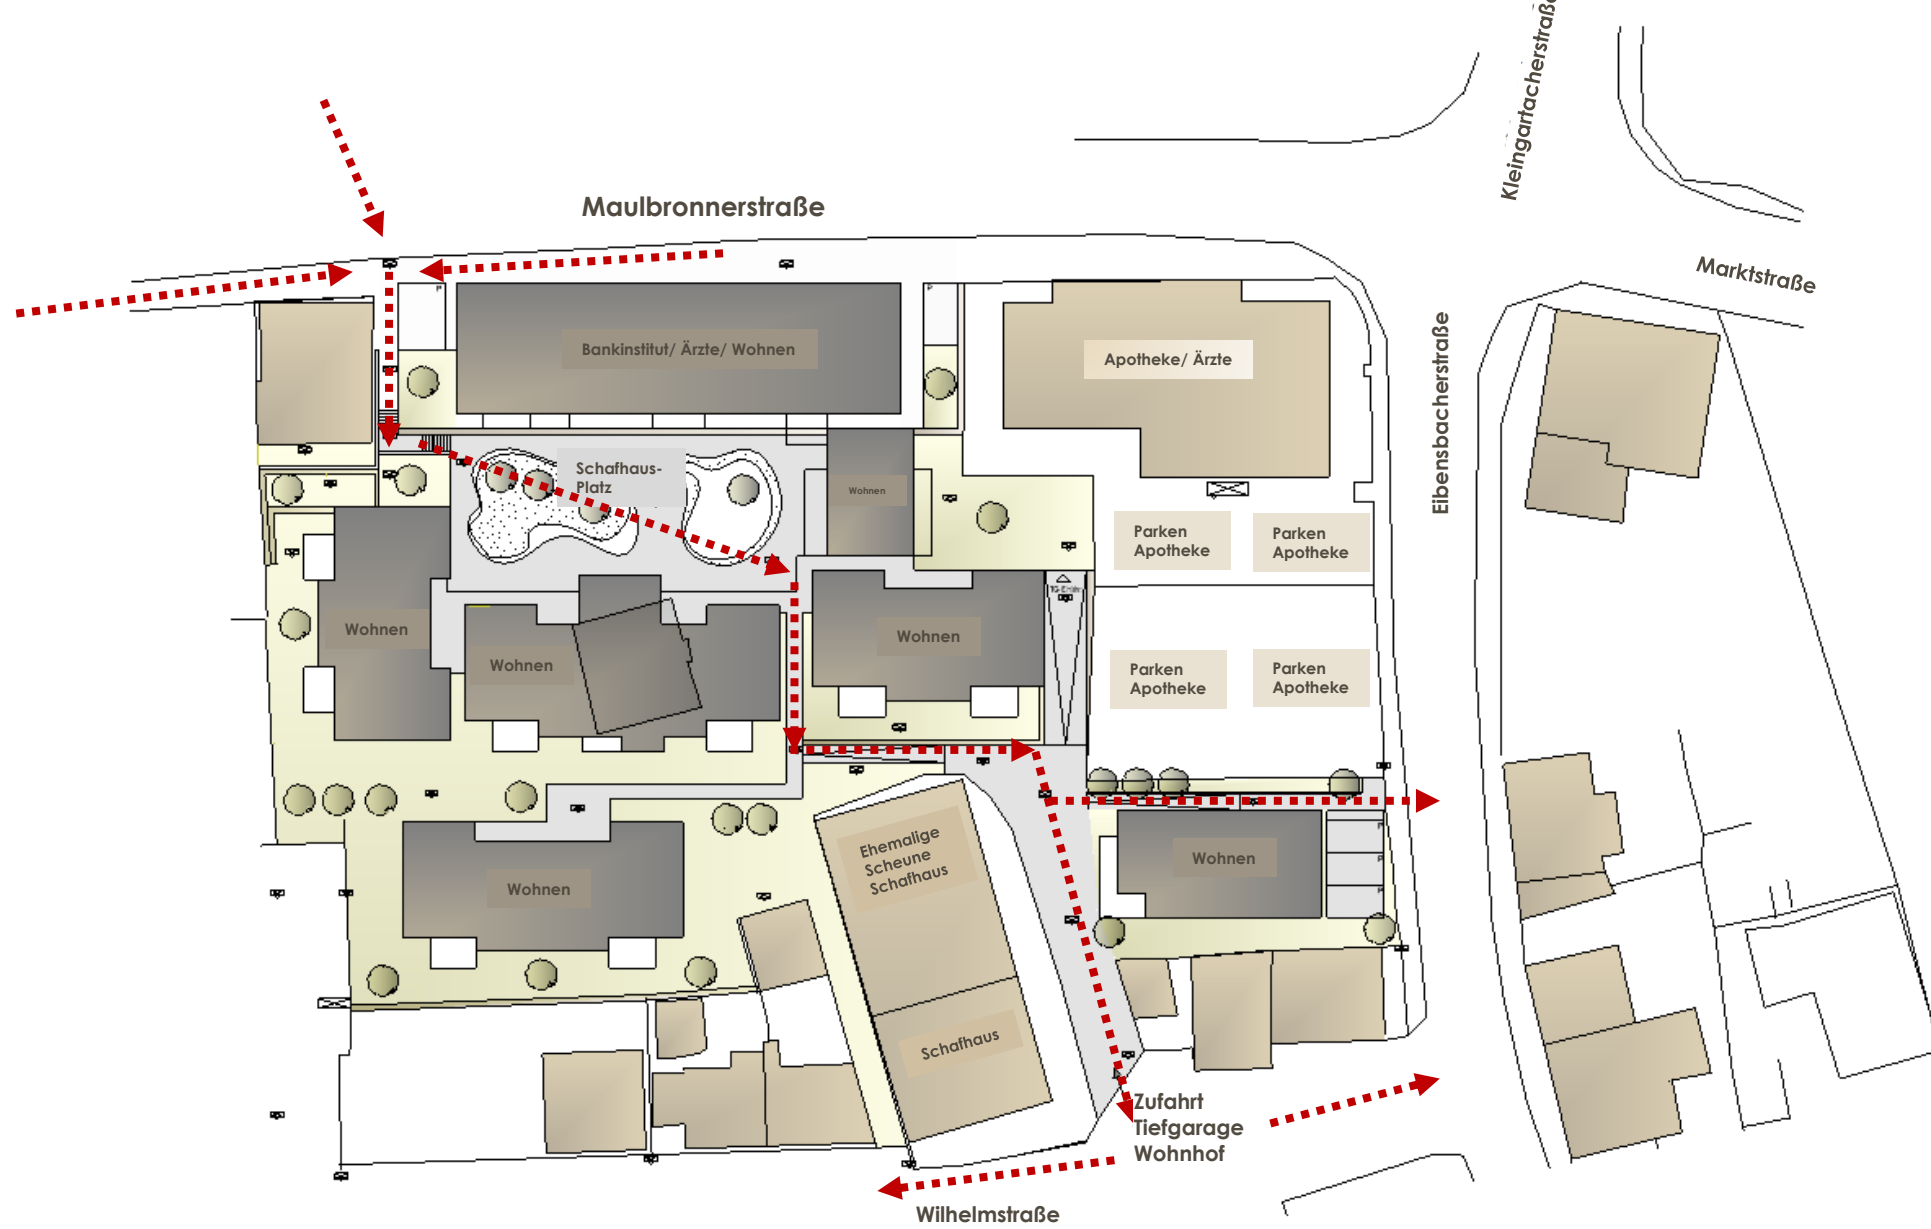 Kleingartacherstraße
Maulbronnerstraße
Marktstraße
Bankinstitut/ Ärzte/ Wohnen
Apotheke/ Ärzte
Eibensbacherstraße
Schafhaus-
Platz
Wohnen
Parken
Apotheke
Parken
Apotheke
Wohnen
Wohnen
Wohnen
Parken
Apotheke
Parken
Apotheke
Ehemalige
Scheune
Schafhaus
Wohnen
Wohnen
Schafhaus
Zufahrt
Tiefgarage
Wohnhof
Wilhelmstraße